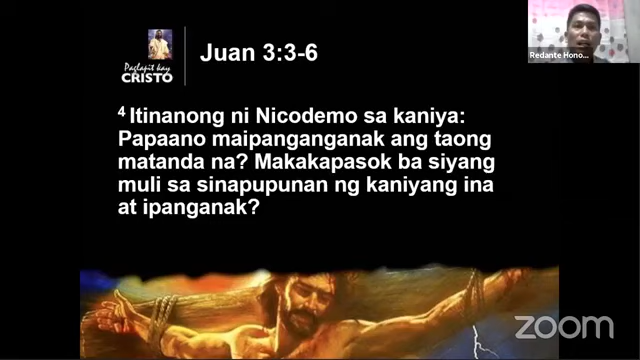 Paglapit kay
CRISTO
Juan 3:3-6
4 Itinanong ni Nicodemo sa kaniya:
Papaano maipanganganak ang taong
matanda na? Makakapasok ba siyang
muli sa sinapupunan ng kaniyang ina
at ipanganak?
Redante Hono...
zoom